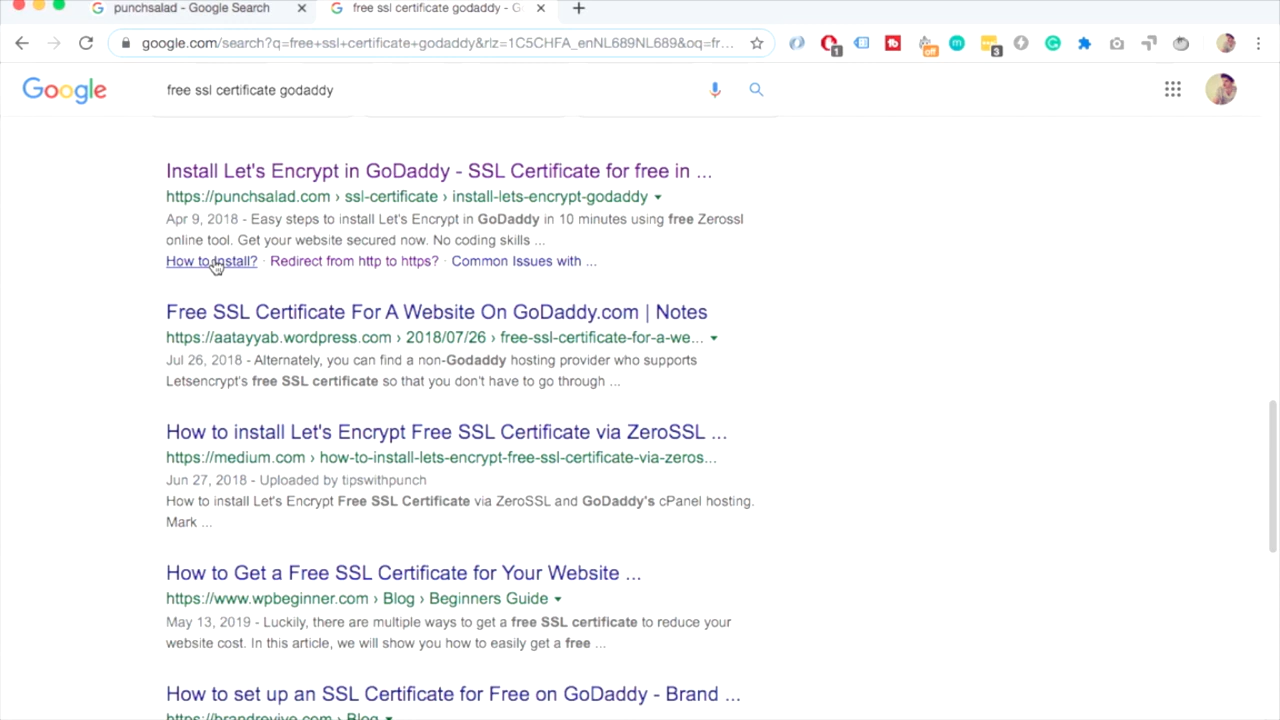 punchsalad - Google Search
free ssl certificate godaddy - G
google.com/search?q=free+ssl+certificate+godaddy&rlz=1C5CHFA_enNL689NL689&oq=fr...
1
off
3
Google
free ssl certificate godaddy
Install Let's Encrypt in GoDaddy - SSL Certificate for free in ...
https://punchsalad.com › ssl-certificate › install-lets-encrypt-godaddy
Apr 9, 2018 - Easy steps to install Let's Encrypt in GoDaddy in 10 minutes using free Zerossl
online tool. Get your website secured now. No coding skills ...
How to install? · Redirect from http to https? · Common Issues with ...
Free SSL Certificate For A Website On GoDaddy.com | Notes
https://aatayyab.wordpress.com › 2018/07/26 › free-ssl-certificate-for-a-we...
Jul 26, 2018 - Alternately, you can find a non-Godaddy hosting provider who supports
Letsencrypt's free SSL certificate so that you don't have to go through ...
How to install Let's Encrypt Free SSL Certificate via ZeroSSL ...
https://medium.com › how-to-install-lets-encrypt-free-ssl-certificate-via-zeros...
Jun 27, 2018 - Uploaded by tipswithpunch
How to install Let's Encrypt Free SSL Certificate via ZeroSSL and GoDaddy's cPanel hosting.
Mark ...
How to Get a Free SSL Certificate for Your Website ...
https://www.wpbeginner.com › Blog › Beginners Guide
May 13, 2019 - Luckily, there are multiple ways to get a free SSL certificate to reduce your
website cost. In this article, we will show you how to easily get a free ...
How to set up an SSL Certificate for Free on GoDaddy - Brand ...
https://brandrevive.com › Blog